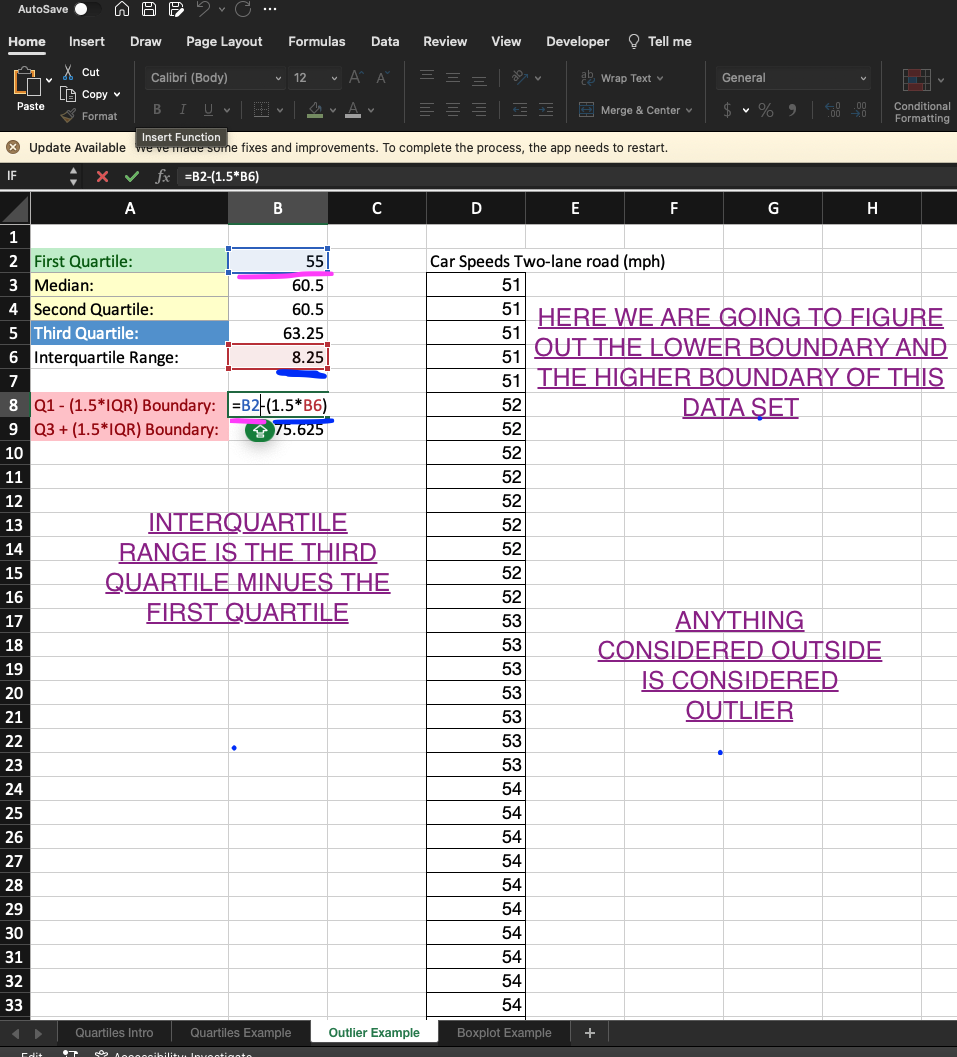 AutoSave
Home Insert Draw Page Layout Formulas Data Review View Developer Tell me
Paste
Cut
Copy
Format
Calibri (Body) 12
B I U A
ab Wrap Text
Merge & Center
General
$ %
Conditional
Formatting
Insert Function
Update Available We've made some fixes and improvements. To complete the process, the app needs to restart.
IF fx =B2-(1.5*B6)
A B C D E F G H
1
2 First Quartile: 55 Car Speeds Two-lane road (mph)
3 Median: 60.5 51
4 Second Quartile: 60.5 51
5 Third Quartile: 63.25 51
6 Interquartile Range: 8.25 51
7 51
8 Q1 - (1.5*IQR) Boundary: =B2-(1.5*B6) 52
9 Q3 + (1.5*IQR) Boundary: 75.625 52
10 52
11 52
12 52
13 52
14 52
15 52
16 52
17 53
18 53
19 53
20 53
21 53
22 53
23 53
24 54
25 54
26 54
27 54
28 54
29 54
30 54
31 54
32 54
33 54
HERE WE ARE GOING TO FIGURE
OUT THE LOWER BOUNDARY AND
THE HIGHER BOUNDARY OF THIS
DATA SET
INTERQUARTILE
RANGE IS THE THIRD
QUARTILE MINUES THE
FIRST QUARTILE
ANYTHING
CONSIDERED OUTSIDE
IS CONSIDERED
OUTLIER
Quartiles Intro Quartiles Example Outlier Example Boxplot Example +
Edit Accessibility: Investigate